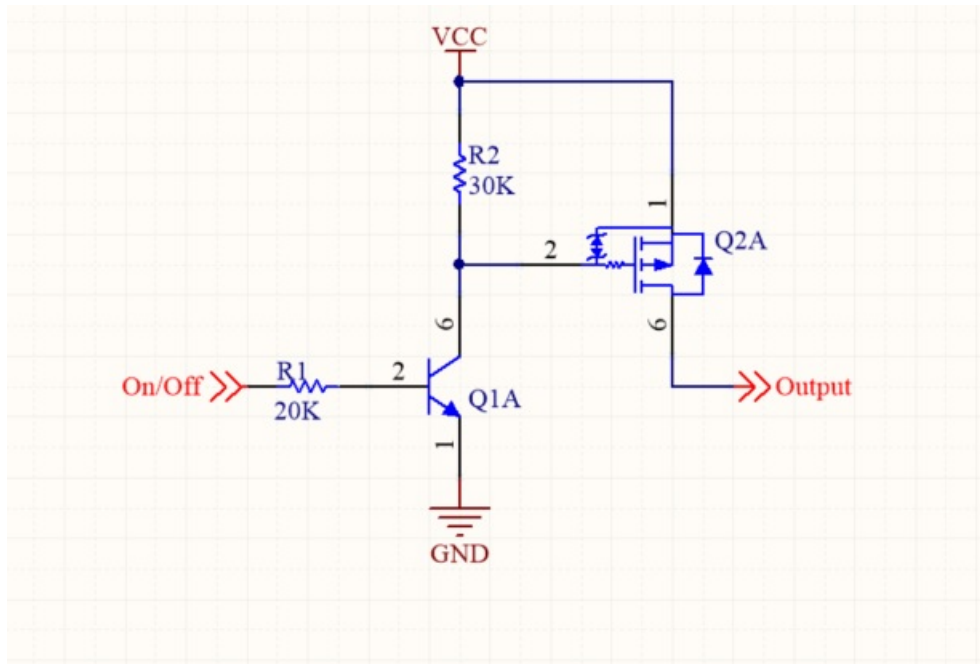 VCC
R2
30K
1
2
Q2A
6
6
On/Off
R1
20K
2
Q1A
1
Output
GND